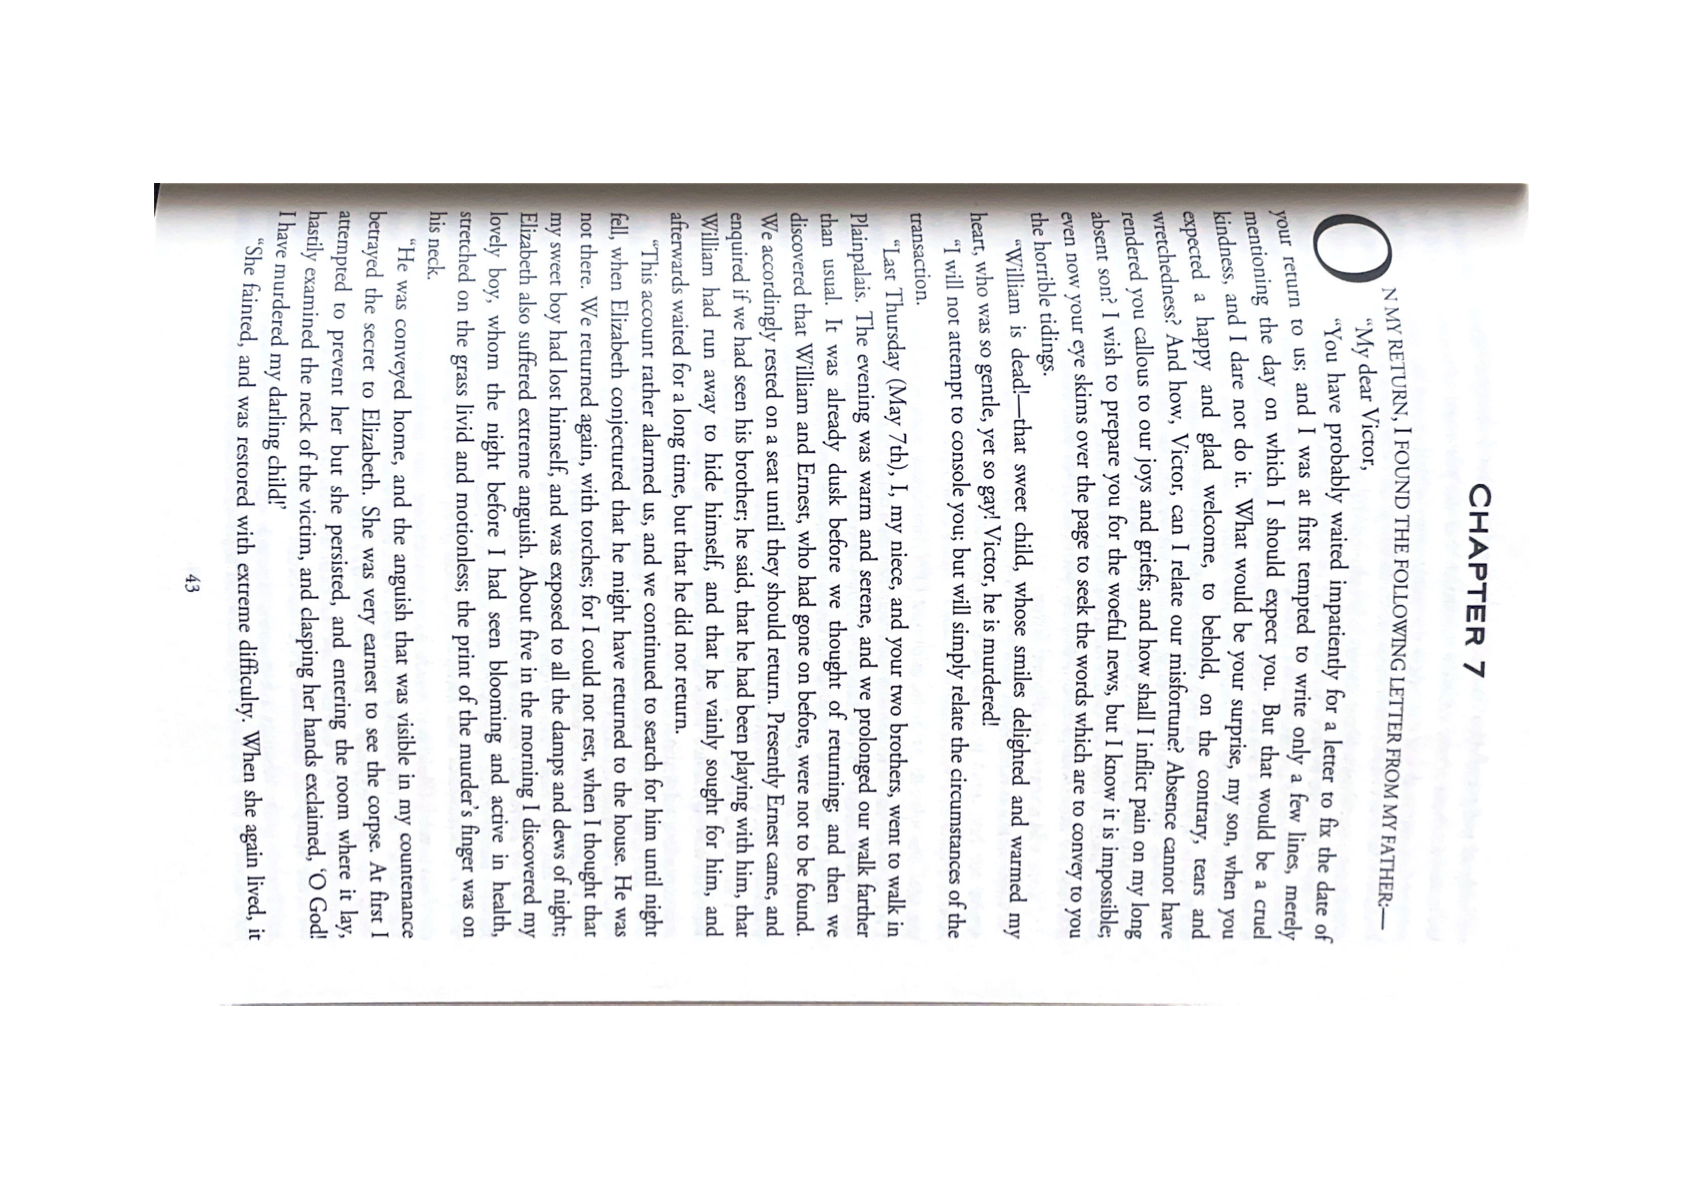 CHAPTER 7
ON MY RETURN, I FOUND THE FOLLOWING LETTER FROM MY FATHER:—
“My dear Victor,
“You have probably waited impatiently for a letter to fix the date of
your return to us; and I was at first tempted to write only a few lines, merely
mentioning the day on which I should expect you. But that would be a cruel
kindness, and I dare not do it. What would be your surprise, my son, when you
expected a happy and glad welcome, to behold, on the contrary, tears and
wretchedness? And how, Victor, can I relate our misfortune? Absence cannot have
rendered you callous to our joys and griefs; and how shall I inflict pain on my long
absent son? I wish to prepare you for the woeful news, but I know it is impossible;
even now your eye skims over the page to seek the words which are to convey to you
the horrible tidings.
“William is dead!—that sweet child, whose smiles delighted and warmed my
heart, who was so gentle, yet so gay! Victor, he is murdered!
“I will not attempt to console you; but will simply relate the circumstances of the
transaction.
“Last Thursday (May 7th), I, my niece, and your two brothers, went to walk in
Plainpalais. The evening was warm and serene, and we prolonged our walk farther
than usual. It was already dusk before we thought of returning; and then we
discovered that William and Ernest, who had gone on before, were not to be found.
We accordingly rested on a seat until they should return. Presently Ernest came, and
enquired if we had seen his brother; he said, that he had been playing with him, that
William had run away to hide himself, and that he vainly sought for him, and
afterwards waited for a long time, but that he did not return.
“This account rather alarmed us, and we continued to search for him until night
fell, when Elizabeth conjectured that he might have returned to the house. He was
not there. We returned again, with torches; for I could not rest, when I thought that
my sweet boy had lost himself, and was exposed to all the damps and dews of night;
Elizabeth also suffered extreme anguish. About five in the morning I discovered my
lovely boy, whom the night before I had seen blooming and active in health,
stretched on the grass livid and motionless; the print of the murder’s finger was on
his neck.
“He was conveyed home, and the anguish that was visible in my countenance
betrayed the secret to Elizabeth. She was very earnest to see the corpse. At first I
attempted to prevent her but she persisted, and entering the room where it lay,
hastily examined the neck of the victim, and clasping her hands exclaimed, ‘O God!
I have murdered my darling child!’
“She fainted, and was restored with extreme difficulty. When she again lived, it
43